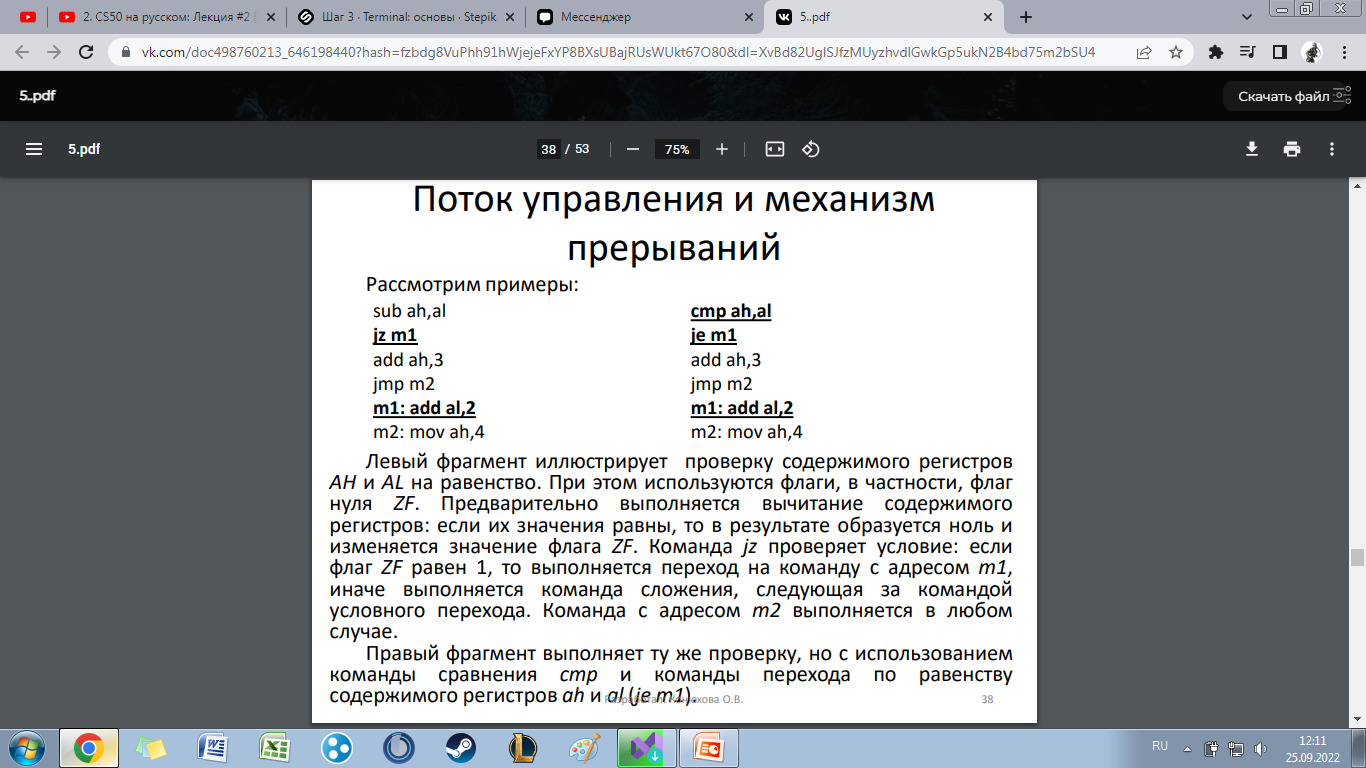 2. CS50 на русском: Лекция #2
Шаг 3 · Terminal: основы · Stepik
Мессенджер
5..pdf
vk.com/doc498760213_646198440?hash=fzbdg8VuPhh91hWjejeFxYP8BXsUBajRUsWUkt67O80&dl=XvBd82UgISJfzMUyzhvdlGwkGp5ukN2B4bd75m2bSU4
5..pdf
Скачать файл
5.pdf
38 / 53
75%
Поток управления и механизм
прерываний
Рассмотрим примеры:
sub ah,al
jz m1
add ah,3
jmp m2
m1: add al,2
m2: mov ah,4
cmp ah,al
je m1
add ah,3
jmp m2
m1: add al,2
m2: mov ah,4
Левый фрагмент иллюстрирует проверку содержимого регистров
AH и AL на равенство. При этом используются флаги, в частности, флаг
нуля ZF. Предварительно выполняется вычитание содержимого
регистров: если их значения равны, то в результате образуется ноль и
изменяется значение флага ZF. Команда jz проверяет условие: если
флаг ZF равен 1, то выполняется переход на команду с адресом m1,
иначе выполняется команда сложения, следующая за командой
условного перехода. Команда с адресом m2 выполняется в любом
случае.
Правый фрагмент выполняет ту же проверку, но с использованием
команды сравнения cmp и команды перехода по равенству
содержимого регистров ah и al (je m1)
О.В.
38
RU
12:11
25.09.2022